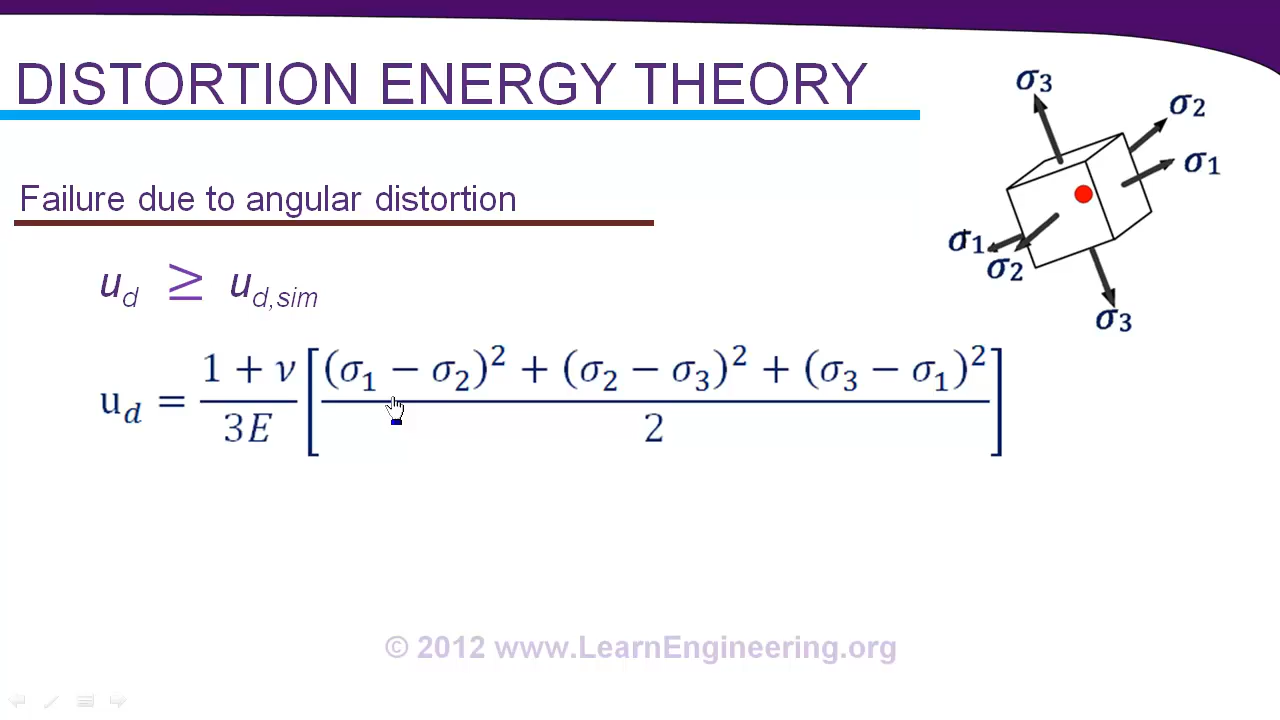 DISTORTION ENERGY THEORY
σ3
σ2
σ1
Failure due to angular distortion
σ1
σ2
u_d ≥ u_d,sim
σ3
u_d = (1 + ν)/(3E) [((σ1 − σ2)² + (σ2 − σ3)² + (σ3 − σ1)²)/2]
© 2012 www.LearnEngineering.org